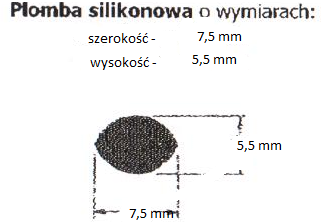 Plomba silikonowa o wymiarach:
szerokość - 7,5 mm
wysokość - 5,5 mm
5,5 mm
7,5 mm